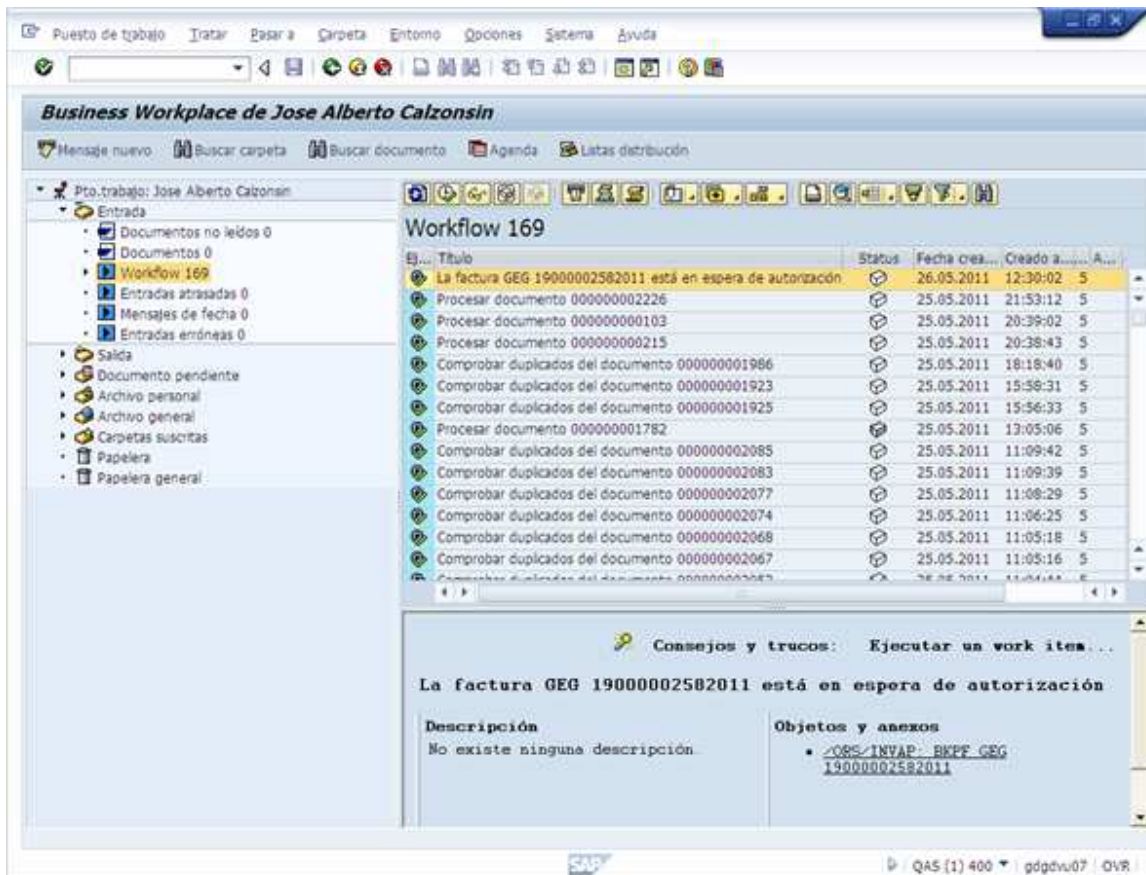 Puesto de trabajo Tratar Pasar a Carpeta Entorno Opciones Sistema Ayuda
Business Workplace de Jose Alberto Calzonsin
Mensaje nuevo Buscar carpeta Buscar documento Agenda Listas distribución
Pto.trabajo: Jose Alberto Calzonsin
Entrada
Documentos no leídos 0
Documentos 0
Workflow 169
Entradas atrasadas 0
Mensajes de fecha 0
Entradas erróneas 0
Salida
Documento pendiente
Archivo personal
Archivo general
Carpetas suscritas
Papelera
Papelera general
Workflow 169
Ej... Título Status Fecha crea... Creado a... ... A...
La factura GEG 19000002582011 está en espera de autorización 26.05.2011 12:30:02 5
Procesar documento 000000002226 25.05.2011 21:53:12 5
Procesar documento 000000000103 25.05.2011 20:39:02 5
Procesar documento 000000000215 25.05.2011 20:38:43 5
Comprobar duplicados del documento 000000001986 25.05.2011 18:18:40 5
Comprobar duplicados del documento 000000001923 25.05.2011 15:58:31 5
Comprobar duplicados del documento 000000001925 25.05.2011 15:56:33 5
Procesar documento 000000001782 25.05.2011 13:05:06 5
Comprobar duplicados del documento 000000002085 25.05.2011 11:09:42 5
Comprobar duplicados del documento 000000002083 25.05.2011 11:09:39 5
Comprobar duplicados del documento 000000002077 25.05.2011 11:08:29 5
Comprobar duplicados del documento 000000002074 25.05.2011 11:06:25 5
Comprobar duplicados del documento 000000002068 25.05.2011 11:05:18 5
Comprobar duplicados del documento 000000002067 25.05.2011 11:05:16 5
Consejos y trucos: Ejecutar un work item...
La factura GEG 19000002582011 está en espera de autorización
Descripción
No existe ninguna descripción.
Objetos y anexos
/ORS/INVAP: BKPF GEG
19000002582011
SAP
QAS (1) 400 gdgdvu07 OVR